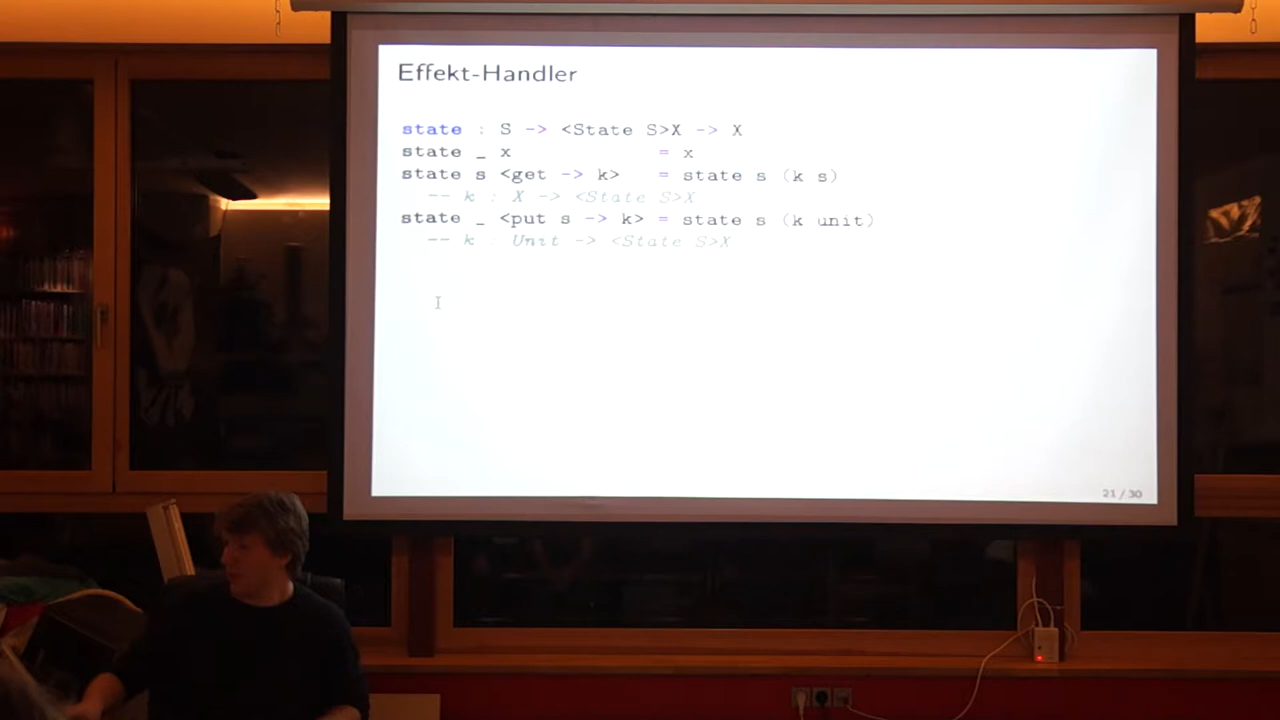 Effekt-Handler
state : S -> <State S>X -> X
state _ x = x
state s <get -> k> = state s (k s)
-- k : X -> <State S>X
state _ <put s -> k> = state s (k unit)
-- k : Unit -> <State S>X
21 / 30